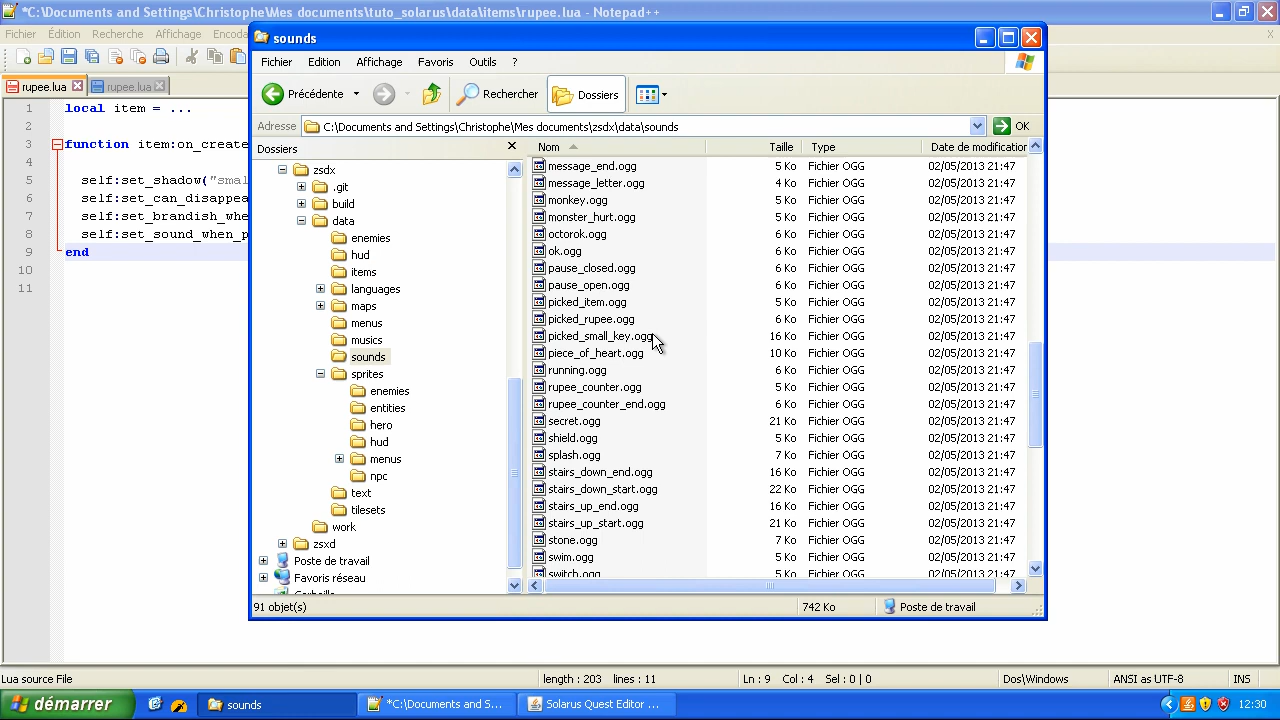 *C:\Documents and Settings\Christophe\Mes documents\tuto_solarus\data\items\rupee.lua - Notepad++
Fichier Édition Recherche Affichage Encoda
X
rupee.lua rupee.lua
1 local item = ...
2
3 function item:on_create
4
5 self:set_shadow("smal
6 self:set_can_disappea
7 self:set_brandish_whe
8 self:set_sound_when_p
9 end
10
11
sounds
Fichier Affichage Favoris Outils ?
Précédente Rechercher Dossiers
Adresse C:\Documents and Settings\Christophe\Mes documents\zsdx\data\sounds OK
Dossiers
zsdx
.git
build
data
enemies
hud
items
languages
maps
menus
musics
sounds
sprites
enemies
entities
hero
hud
menus
npc
text
tilesets
work
zsxd
Poste de travail
Favoris réseau
Nom Taille Type Date de modification
message_end.ogg 5 Ko Fichier OGG 02/05/2013 21:47
message_letter.ogg 4 Ko Fichier OGG 02/05/2013 21:47
monkey.ogg 5 Ko Fichier OGG 02/05/2013 21:47
monster_hurt.ogg 5 Ko Fichier OGG 02/05/2013 21:47
octorok.ogg 6 Ko Fichier OGG 02/05/2013 21:47
ok.ogg 6 Ko Fichier OGG 02/05/2013 21:47
pause_closed.ogg 6 Ko Fichier OGG 02/05/2013 21:47
pause_open.ogg 6 Ko Fichier OGG 02/05/2013 21:47
picked_item.ogg 5 Ko Fichier OGG 02/05/2013 21:47
picked_rupee.ogg 6 Ko Fichier OGG 02/05/2013 21:47
picked_small_key.ogg 16 Ko Fichier OGG 02/05/2013 21:47
piece_of_heart.ogg 10 Ko Fichier OGG 02/05/2013 21:47
running.ogg 6 Ko Fichier OGG 02/05/2013 21:47
rupee_counter.ogg 5 Ko Fichier OGG 02/05/2013 21:47
rupee_counter_end.ogg 6 Ko Fichier OGG 02/05/2013 21:47
secret.ogg 21 Ko Fichier OGG 02/05/2013 21:47
shield.ogg 5 Ko Fichier OGG 02/05/2013 21:47
splash.ogg 7 Ko Fichier OGG 02/05/2013 21:47
stairs_down_end.ogg 16 Ko Fichier OGG 02/05/2013 21:47
stairs_down_start.ogg 22 Ko Fichier OGG 02/05/2013 21:47
stairs_up_end.ogg 16 Ko Fichier OGG 02/05/2013 21:47
stairs_up_start.ogg 21 Ko Fichier OGG 02/05/2013 21:47
stone.ogg 7 Ko Fichier OGG 02/05/2013 21:47
swim.ogg 5 Ko Fichier OGG 02/05/2013 21:47
switch.ogg 5 Ko Fichier OGG 02/05/2013 21:47
91 objet(s) 742 Ko Poste de travail
Lua source File length : 203 lines : 11 Ln : 9 Col : 4 Sel : 0 | 0 Dos\Windows ANSI as UTF-8 INS
démarrer sounds *C:\Documents and S... Solarus Quest Editor ... 12:30